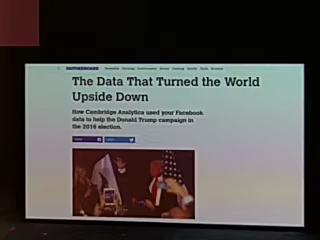 MOTHERBOARD
The Data That Turned the World
Upside Down
How Cambridge Analytica used your Facebook
data to help the Donald Trump campaign in
the 2016 election.